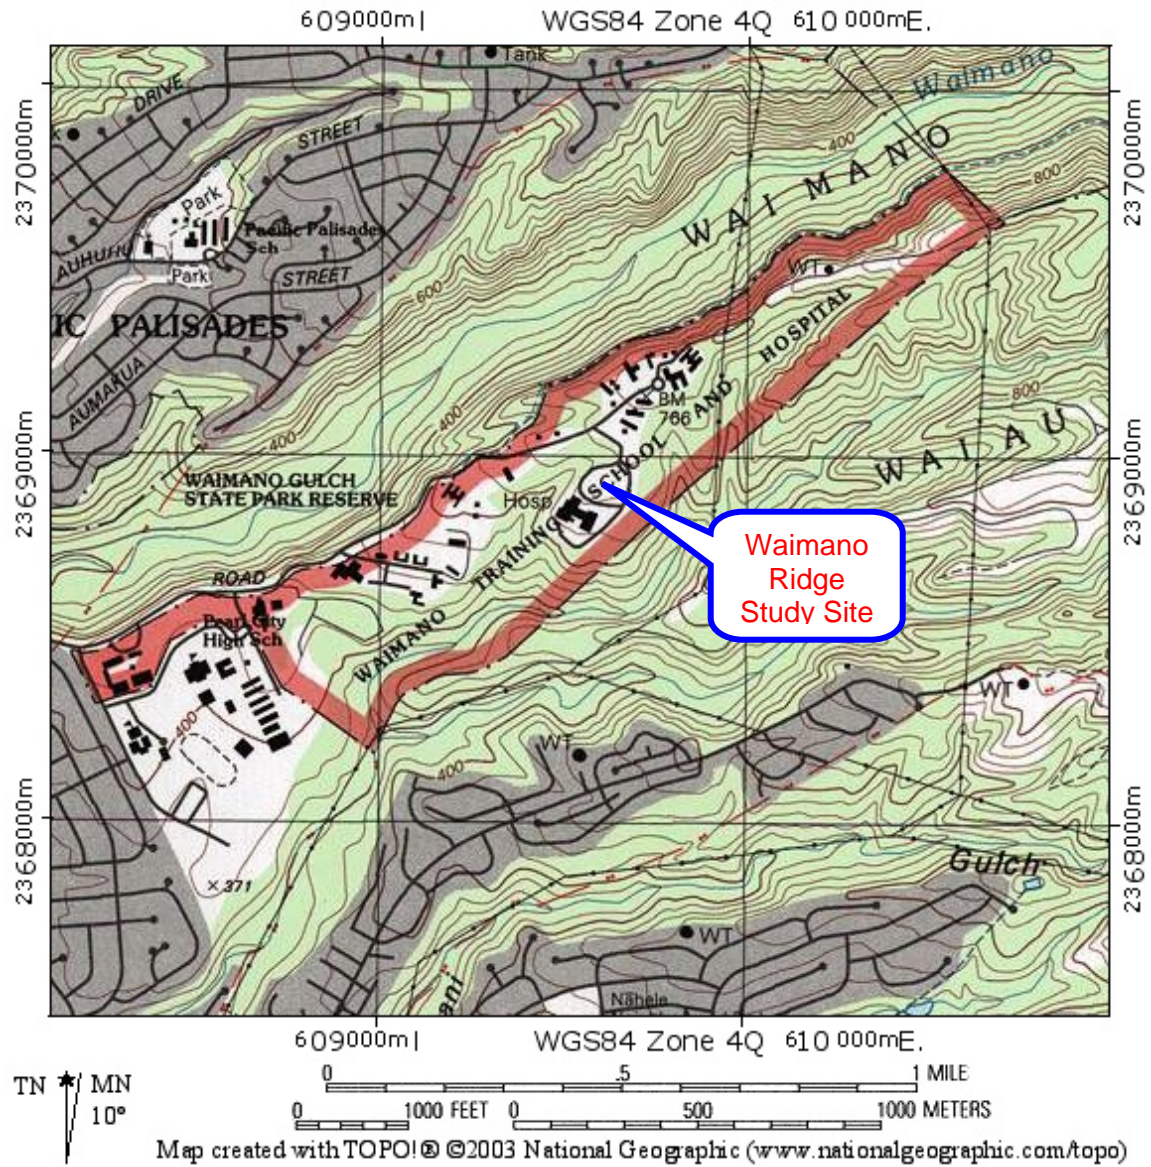 609000m WGS84 Zone 4Q 610 000mE.
Tank
Waimano
DRIVE
STREET
400
2370000m
2370000m
WAIMANO
800
Park
Pacific Palisades
Sch
AUHUHU
Park
STREET
WT
600
IC PALISADES
HOSPITAL
AUMAKUA
BM
766
AND
800
400
400
WAIAU
SCHOOL
2369000m
2369000m
WAIMANO GULCH
STATE PARK RESERVE
Hosp
TRAINING
Waimano
Ridge
Study Site
ROAD
Pearl City
High Sch
WAIMANO
WT
400
WT
400
2368000m
2368000m
Gulch
371
WT
ani
Nahele
609000m WGS84 Zone 4Q 610 000mE.
TN MN
10°
0 .5 1 MILE
0 1000 FEET 0 500 1000 METERS
Map created with TOPO!® ©2003 National Geographic (www.nationalgeographic.com/topo)